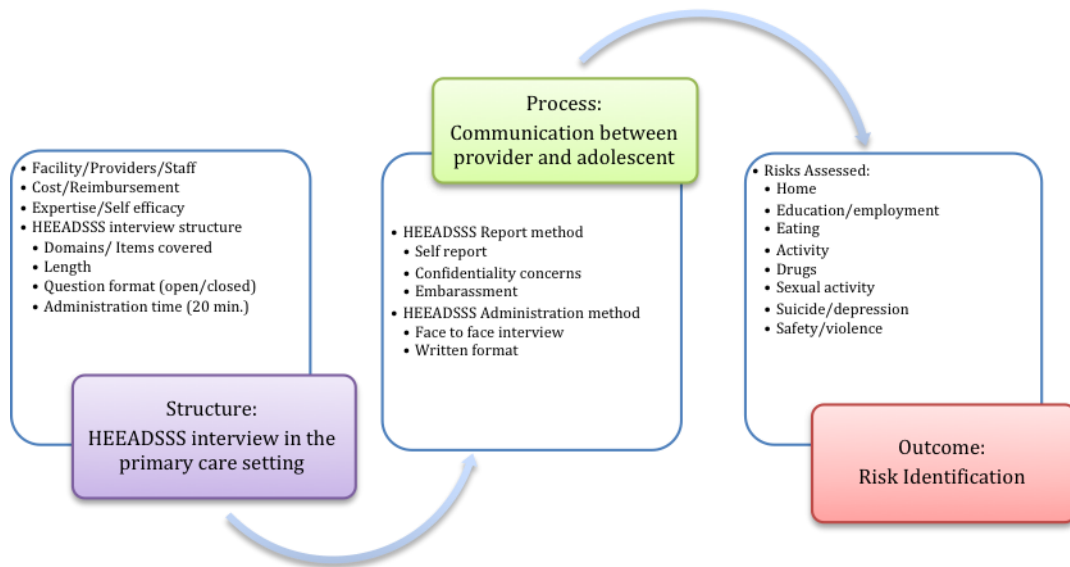 • Facility/Providers/Staff
• Cost/Reimbursement
• Expertise/Self efficacy
• HEEADSSS interview structure
• Domains/ Items covered
• Length
• Question format (open/closed)
• Administration time (20 min.)
Structure:
HEEADSSS interview in the
primary care setting
Process:
Communication between
provider and adolescent
• HEEADSSS Report method
• Self report
• Confidentiality concerns
• Embarassment
• HEEADSSS Administration method
• Face to face interview
• Written format
• Risks Assessed:
• Home
• Education/employment
• Eating
• Activity
• Drugs
• Sexual activity
• Suicide/depression
• Safety/violence
Outcome:
Risk Identification